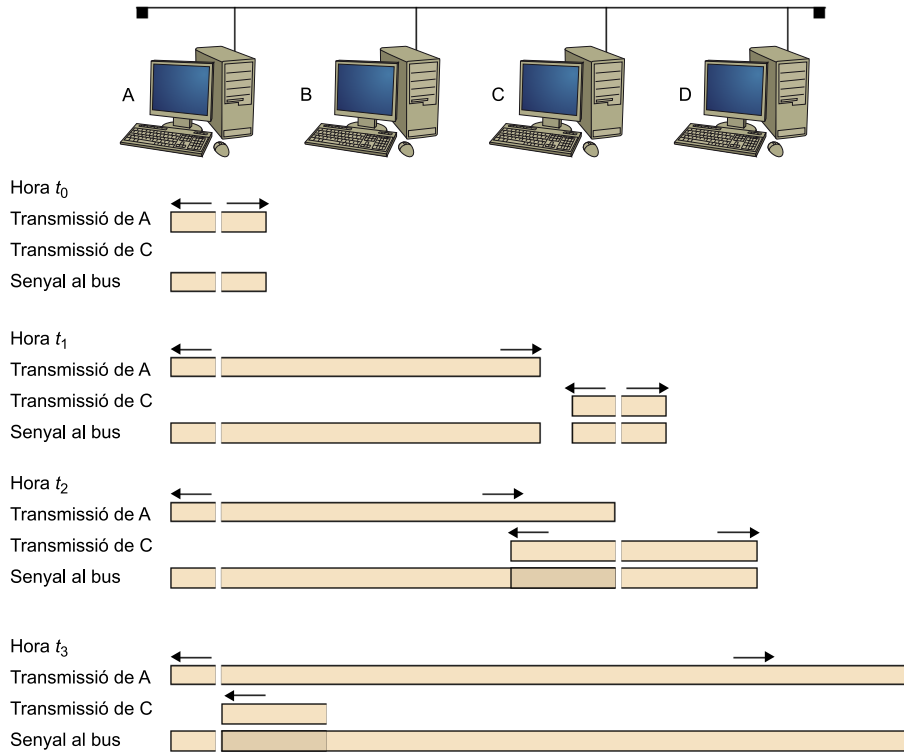 A
B
C
D
Hora t₀
Transmissió de A
Transmissió de C
Senyal al bus
Hora t₁
Transmissió de A
Transmissió de C
Senyal al bus
Hora t₂
Transmissió de A
Transmissió de C
Senyal al bus
Hora t₃
Transmissió de A
Transmissió de C
Senyal al bus